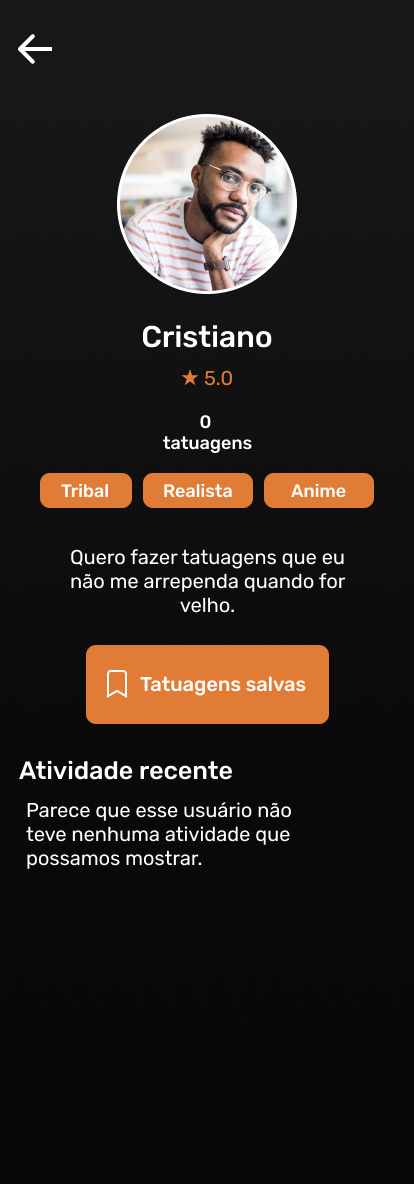 Cristiano
★ 5.0
0
tatuagens
Tribal Realista Anime
Quero fazer tatuagens que eu
não me arrependa quando for
velho.
Tatuagens salvas
Atividade recente
Parece que esse usuário não
teve nenhuma atividade que
possamos mostrar.